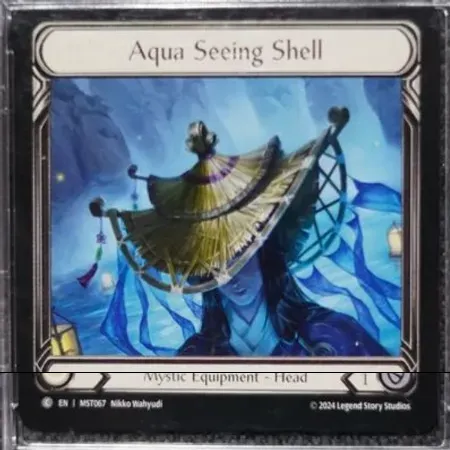 Aqua Seeing Shell
Mystic Equipment - Head
1
C EN | MST067 Nikko Wahyudi
© 2024 Legend Story Studios